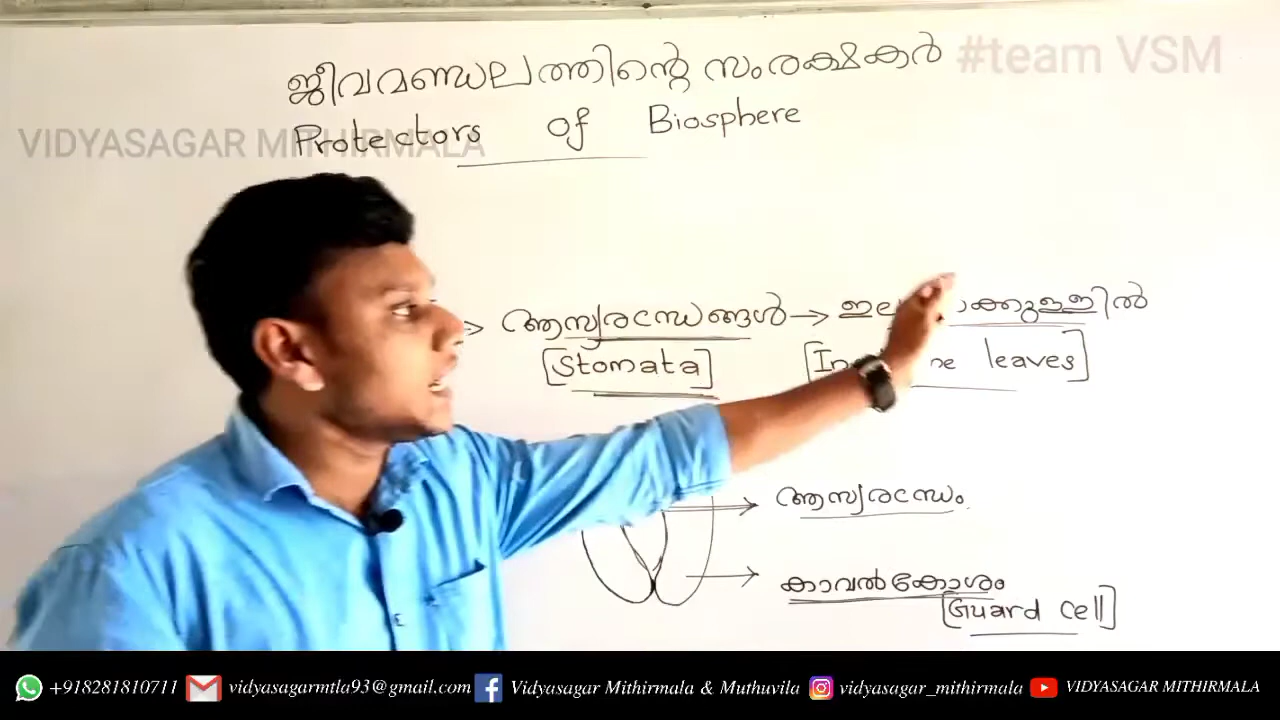 ജീവമണ്ഡലത്തിന്റെ സംരക്ഷകർ
#team VSM
VIDYASAGAR MITHIRMALA
Protectors of Biosphere
→ ആസ്യരന്ധ്രങ്ങൾ →
[Stomata] leaves]
→ ആസ്യരന്ധ്രം.
→ കാവൽകോശം
[Guard cell]
+918281810711 vidyasagarmtla93@gmail.com Vidyasagar Mithirmala & Muthuvila vidyasagar_mithirmala VIDYASAGAR MITHIRMALA